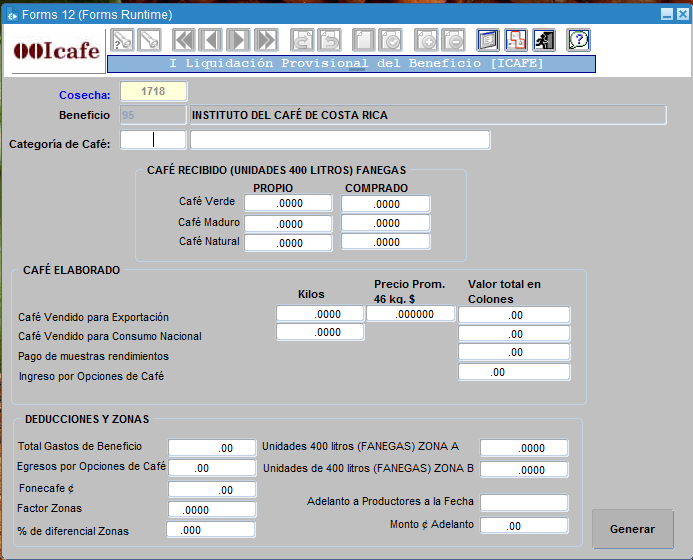 Forms 12 (Forms Runtime)
Icafe
I Liquidación Provisional del Beneficio [ICAFE]
Cosecha: 1718
Beneficio 95 INSTITUTO DEL CAFÉ DE COSTA RICA
Categoría de Café:
CAFÉ RECIBIDO (UNIDADES 400 LITROS) FANEGAS
PROPIO COMPRADO
Café Verde .0000 .0000
Café Maduro .0000 .0000
Café Natural .0000 .0000
CAFÉ ELABORADO
Kilos Precio Prom. 46 kg. $ Valor total en Colones
Café Vendido para Exportación .0000 .000000 .00
Café Vendido para Consumo Nacional .0000 .00
Pago de muestras rendimientos .00
Ingreso por Opciones de Café .00
DEDUCCIONES Y ZONAS
Total Gastos de Beneficio .00 Unidades 400 litros (FANEGAS) ZONA A .0000
Egresos por Opciones de Café .00 Unidades de 400 litros (FANEGAS) ZONA B .0000
Fonecafe ¢ .00
Factor Zonas .0000 Adelanto a Productores a la Fecha
% de diferencial Zonas .000 Monto ¢ Adelanto .00
Generar